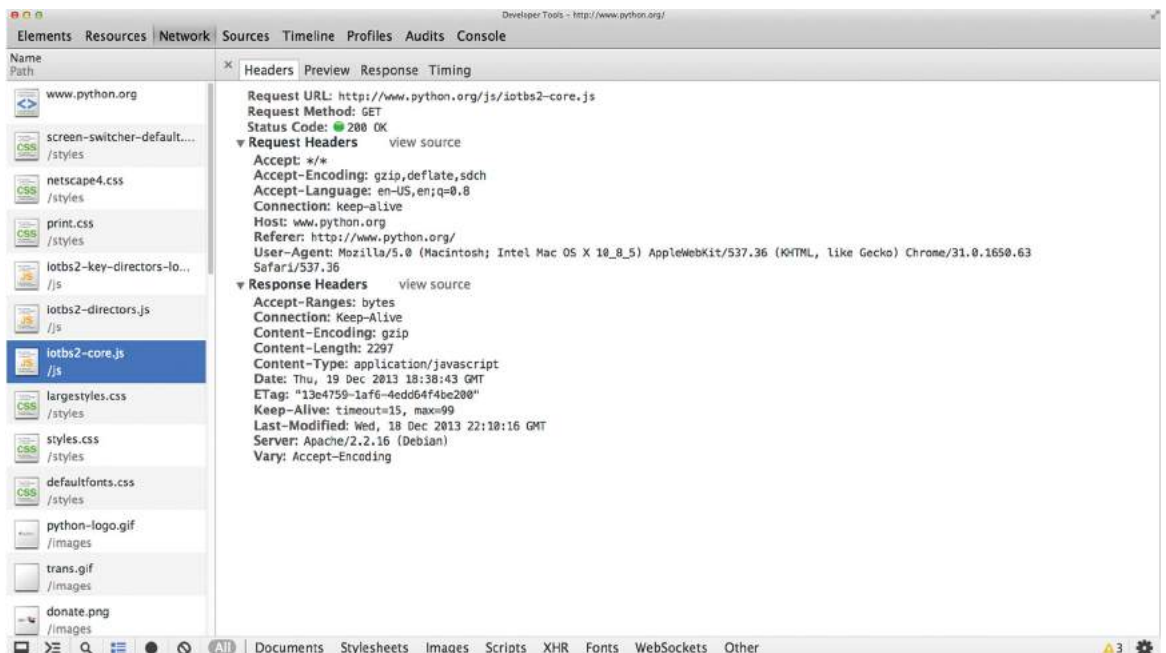 Developer Tools - http://www.python.org/
Elements Resources Network Sources Timeline Profiles Audits Console
Name
Path
× Headers Preview Response Timing
www.python.org
screen-switcher-default....
/styles
netscape4.css
/styles
print.css
/styles
iotbs2-key-directors-lo...
/js
iotbs2-directors.js
/js
iotbs2-core.js
/js
largestyles.css
/styles
styles.css
/styles
defaultfonts.css
/styles
python-logo.gif
/images
trans.gif
/images
donate.png
/images
Request URL: http://www.python.org/js/iotbs2-core.js
Request Method: GET
Status Code: 200 OK
Request Headers view source
Accept: */*
Accept-Encoding: gzip,deflate,sdch
Accept-Language: en-US,en;q=0.8
Connection: keep-alive
Host: www.python.org
Referer: http://www.python.org/
User-Agent: Mozilla/5.0 (Macintosh; Intel Mac OS X 10_8_5) AppleWebKit/537.36 (KHTML, like Gecko) Chrome/31.0.1650.63
Safari/537.36
Response Headers view source
Accept-Ranges: bytes
Connection: Keep-Alive
Content-Encoding: gzip
Content-Length: 2297
Content-Type: application/javascript
Date: Thu, 19 Dec 2013 18:38:43 GMT
ETag: "13e4759-1af6-4edd64f4be200"
Keep-Alive: timeout=15, max=99
Last-Modified: Wed, 18 Dec 2013 22:10:16 GMT
Server: Apache/2.2.16 (Debian)
Vary: Accept-Encoding
All Documents Stylesheets Images Scripts XHR Fonts WebSockets Other 3